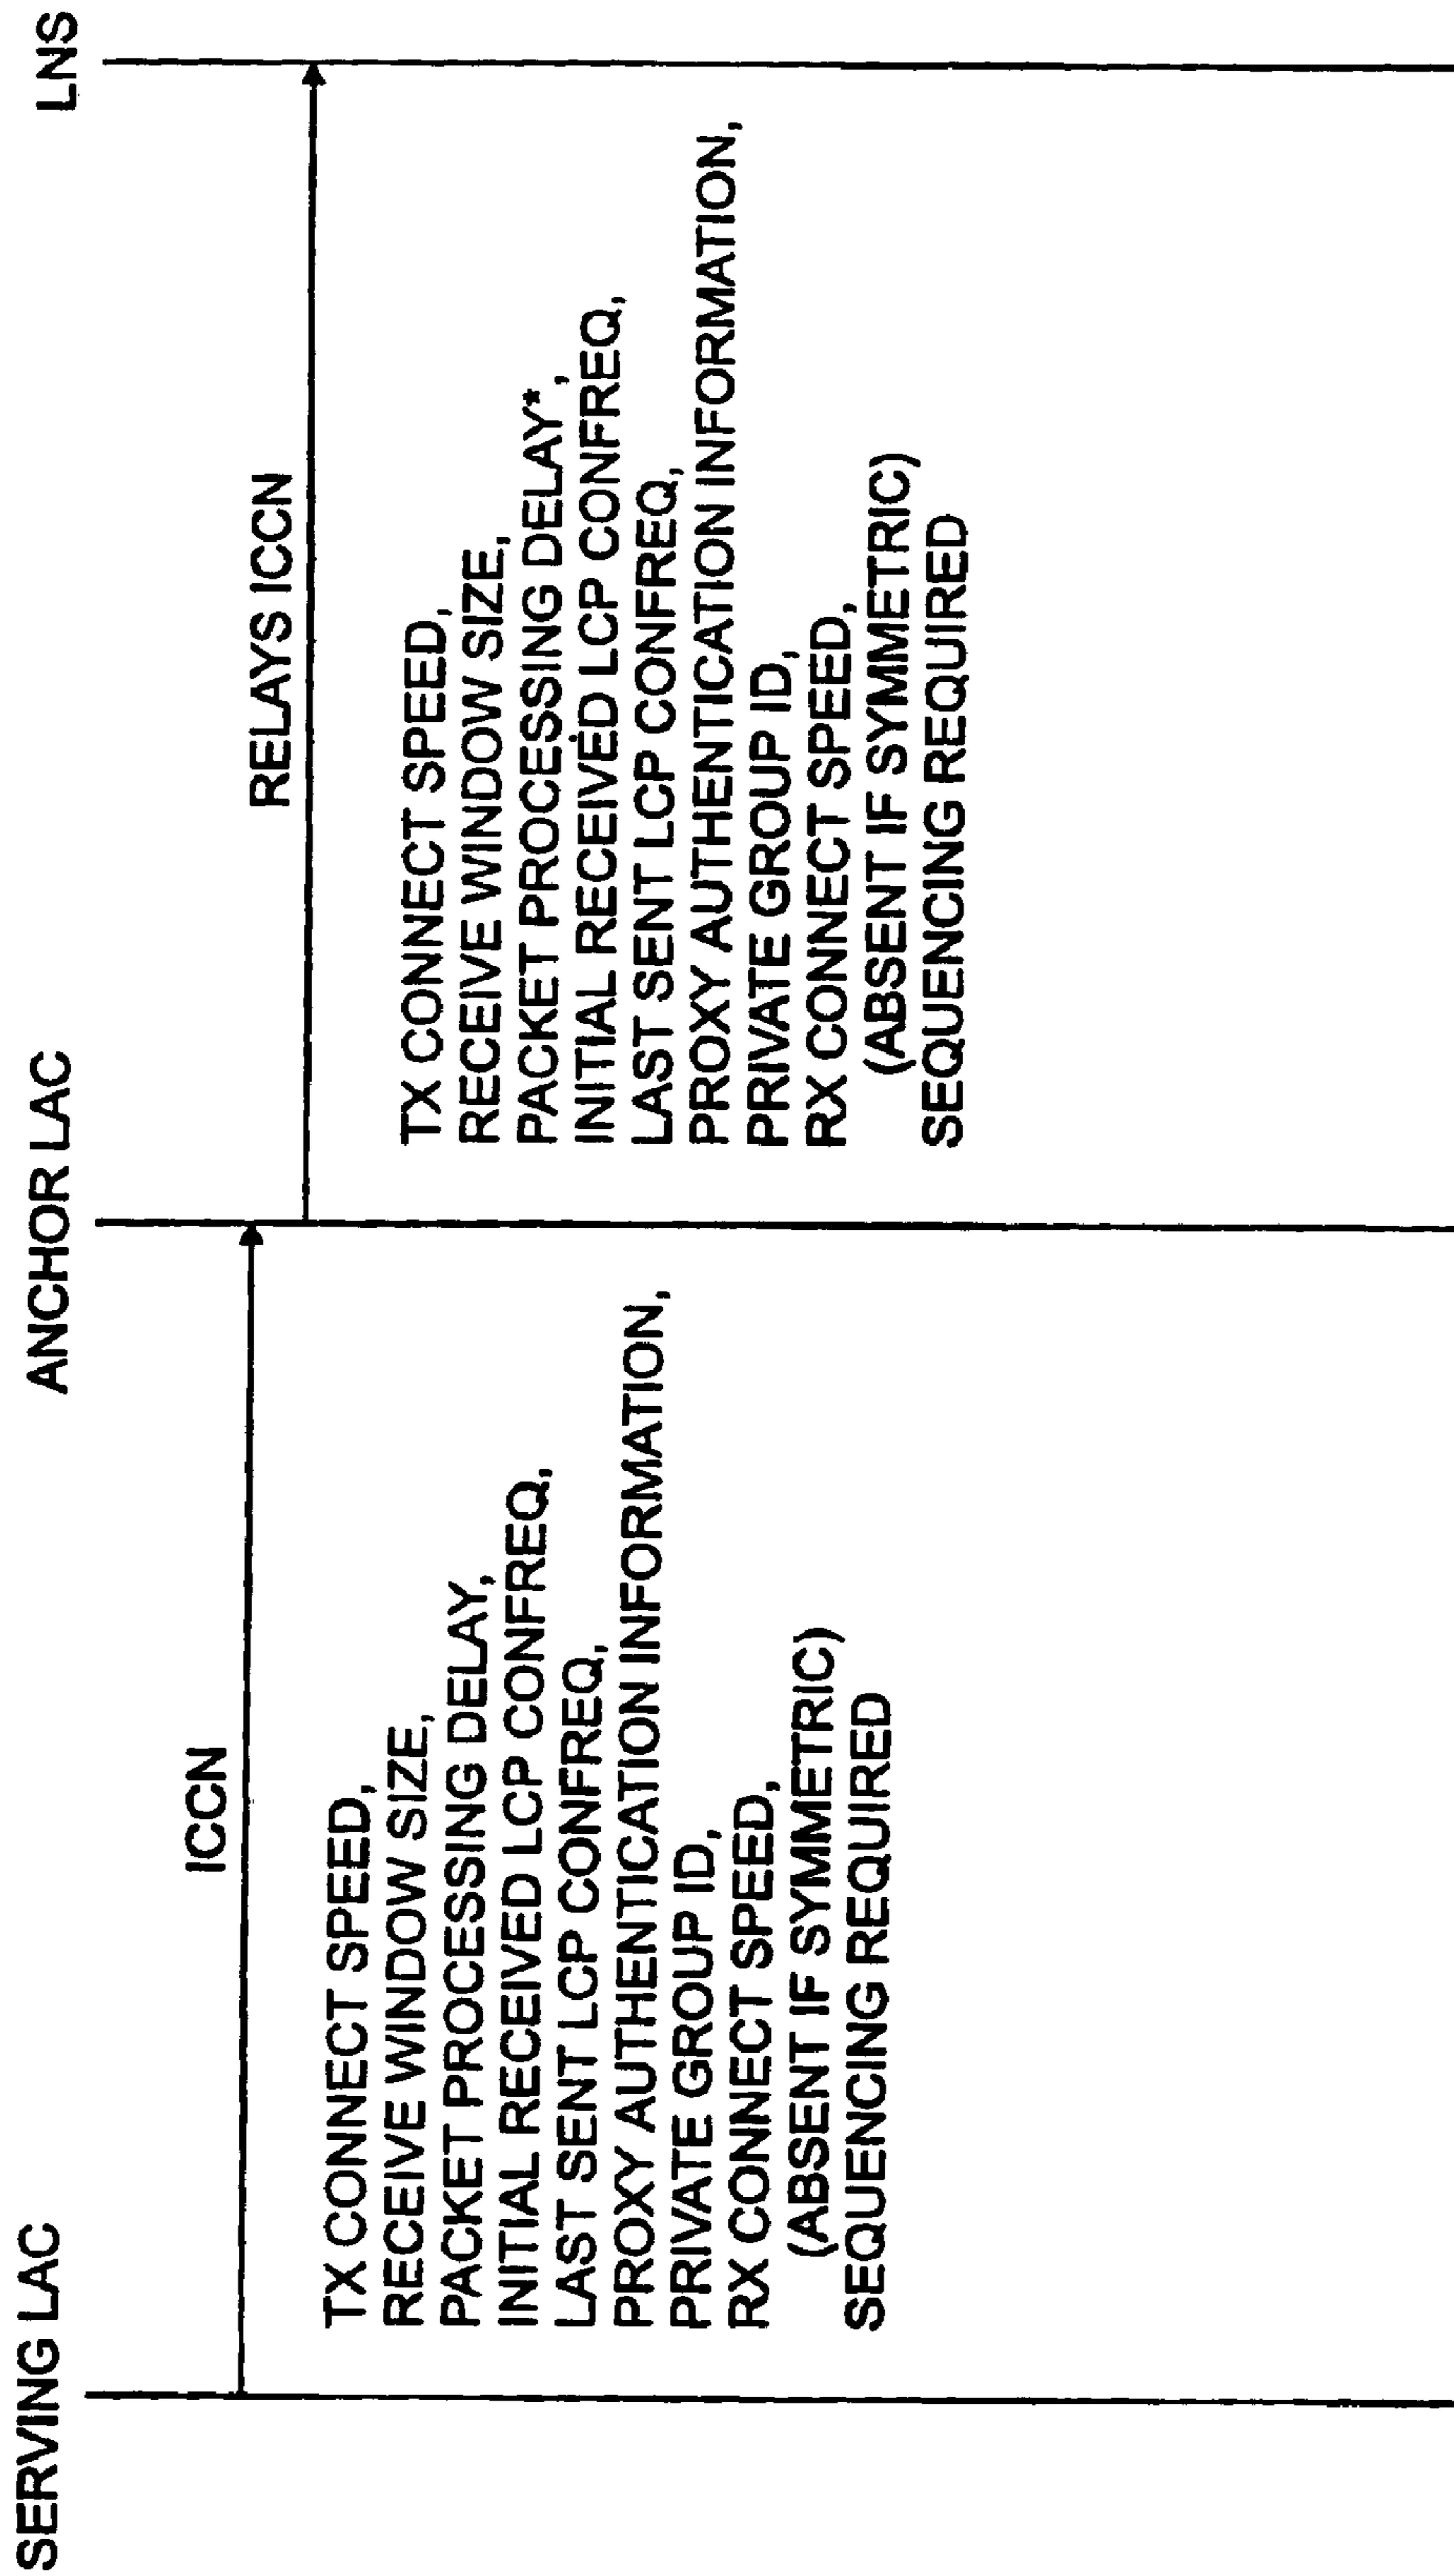 SERVING LAC
ANCHOR LAC
LNS
ICCN
TX CONNECT SPEED,
RECEIVE WINDOW SIZE,
PACKET PROCESSING DELAY,
INITIAL RECEIVED LCP CONFREQ,
LAST SENT LCP CONFREQ,
PROXY AUTHENTICATION INFORMATION,
PRIVATE GROUP ID,
RX CONNECT SPEED,
(ABSENT IF SYMMETRIC)
SEQUENCING REQUIRED
RELAYS ICCN
TX CONNECT SPEED,
RECEIVE WINDOW SIZE,
PACKET PROCESSING DELAY*,
INITIAL RECEIVED LCP CONFREQ,
LAST SENT LCP CONFREQ,
PROXY AUTHENTICATION INFORMATION,
PRIVATE GROUP ID,
RX CONNECT SPEED,
(ABSENT IF SYMMETRIC)
SEQUENCING REQUIRED